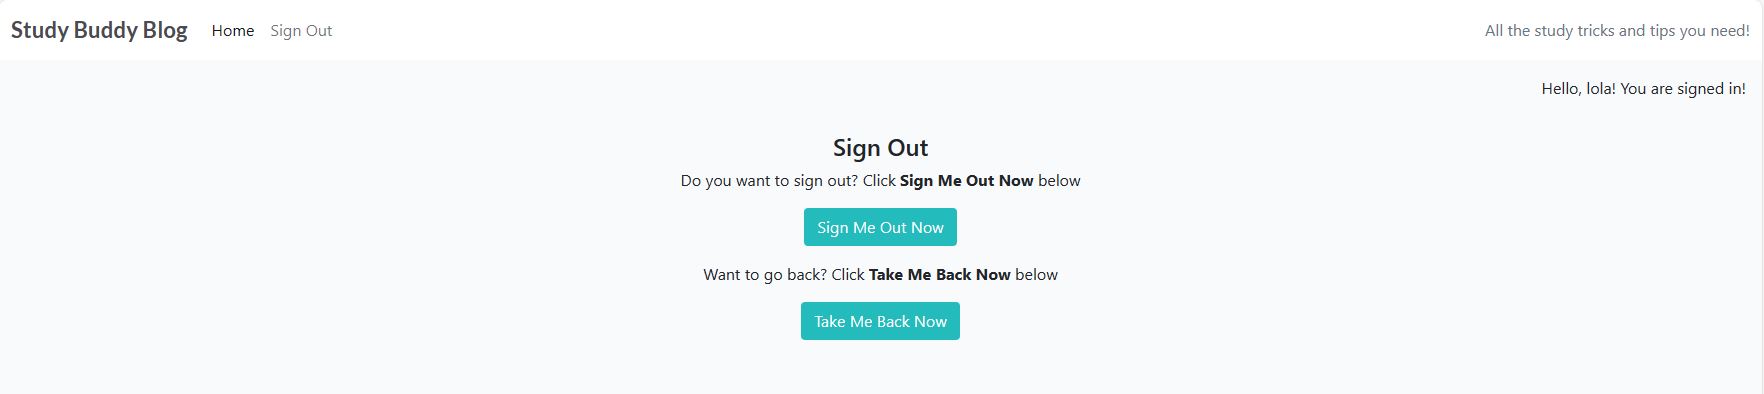 Study Buddy Blog Home Sign Out All the study tricks and tips you need!
Hello, lola! You are signed in!
Sign Out
Do you want to sign out? Click Sign Me Out Now below
Sign Me Out Now
Want to go back? Click Take Me Back Now below
Take Me Back Now